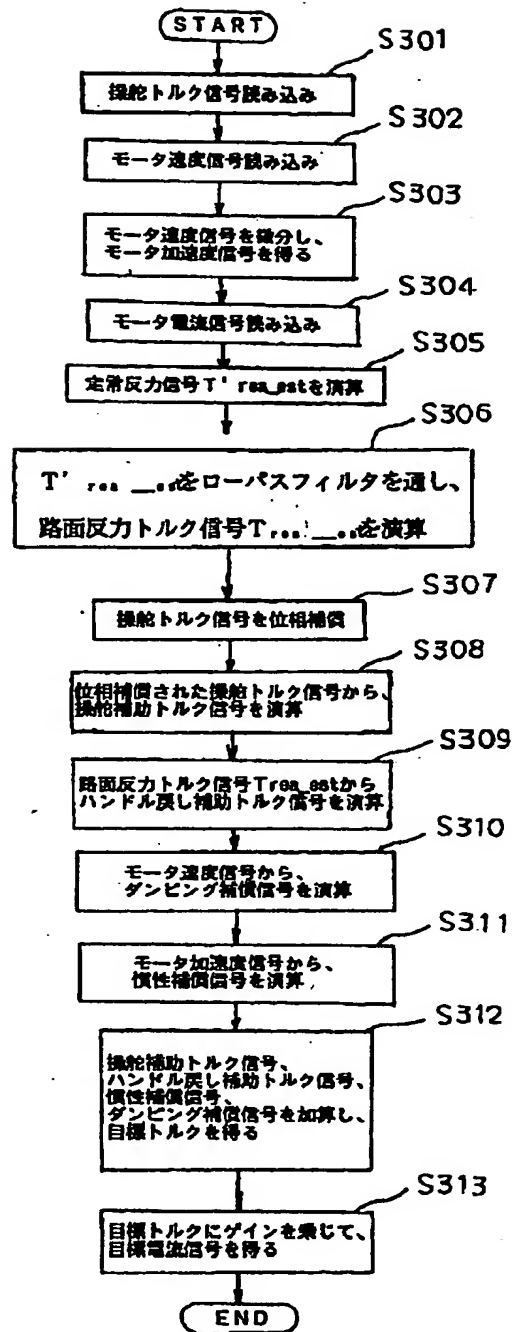 START
S301
操舵トルク信号読み込み
S302
モータ速度信号読み込み
S303
モータ速度信号を微分し、
モータ加速度信号を得る
S304
モータ電流信号読み込み
S305
定常反力信号T'rea_estを演算
S306
T'rea_esをローパスフィルタを通し、
路面反力トルク信号Trea_esを演算
S307
操舵トルク信号を位相補償
S308
位相補償された操舵トルク信号から、
操舵補助トルク信号を演算
S309
路面反力トルク信号Trea_estから
ハンドル戻し補助トルク信号を演算
S310
モータ速度信号から、
ダンピング補償信号を演算
S311
モータ加速度信号から、
慣性補償信号を演算
S312
操舵補助トルク信号、
ハンドル戻し補助トルク信号、
慣性補償信号、
ダンピング補償信号を加算し、
目標トルクを得る
S313
目標トルクにゲインを乗じて、
目標電流信号を得る
END